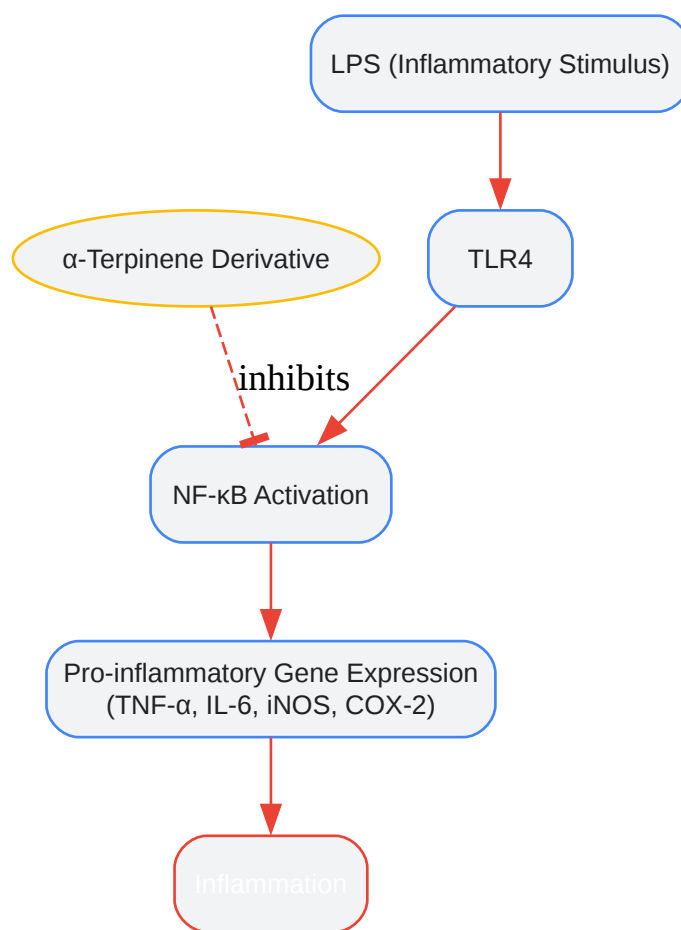 LPS (Inflammatory Stimulus)
α-Terpinene Derivative
TLR4
inhibits
NF-κB Activation
Pro-inflammatory Gene Expression
(TNF-α, IL-6, iNOS, COX-2)
Inflammation